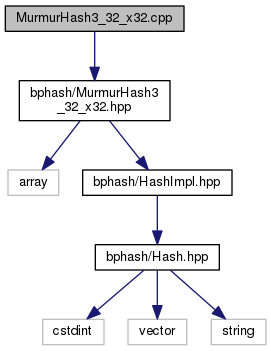 MurmurHash3_32_x32.cpp
bphash/MurmurHash3
_32_x32.hpp
array
bphash/HashImpl.hpp
bphash/Hash.hpp
cstdint
vector
string